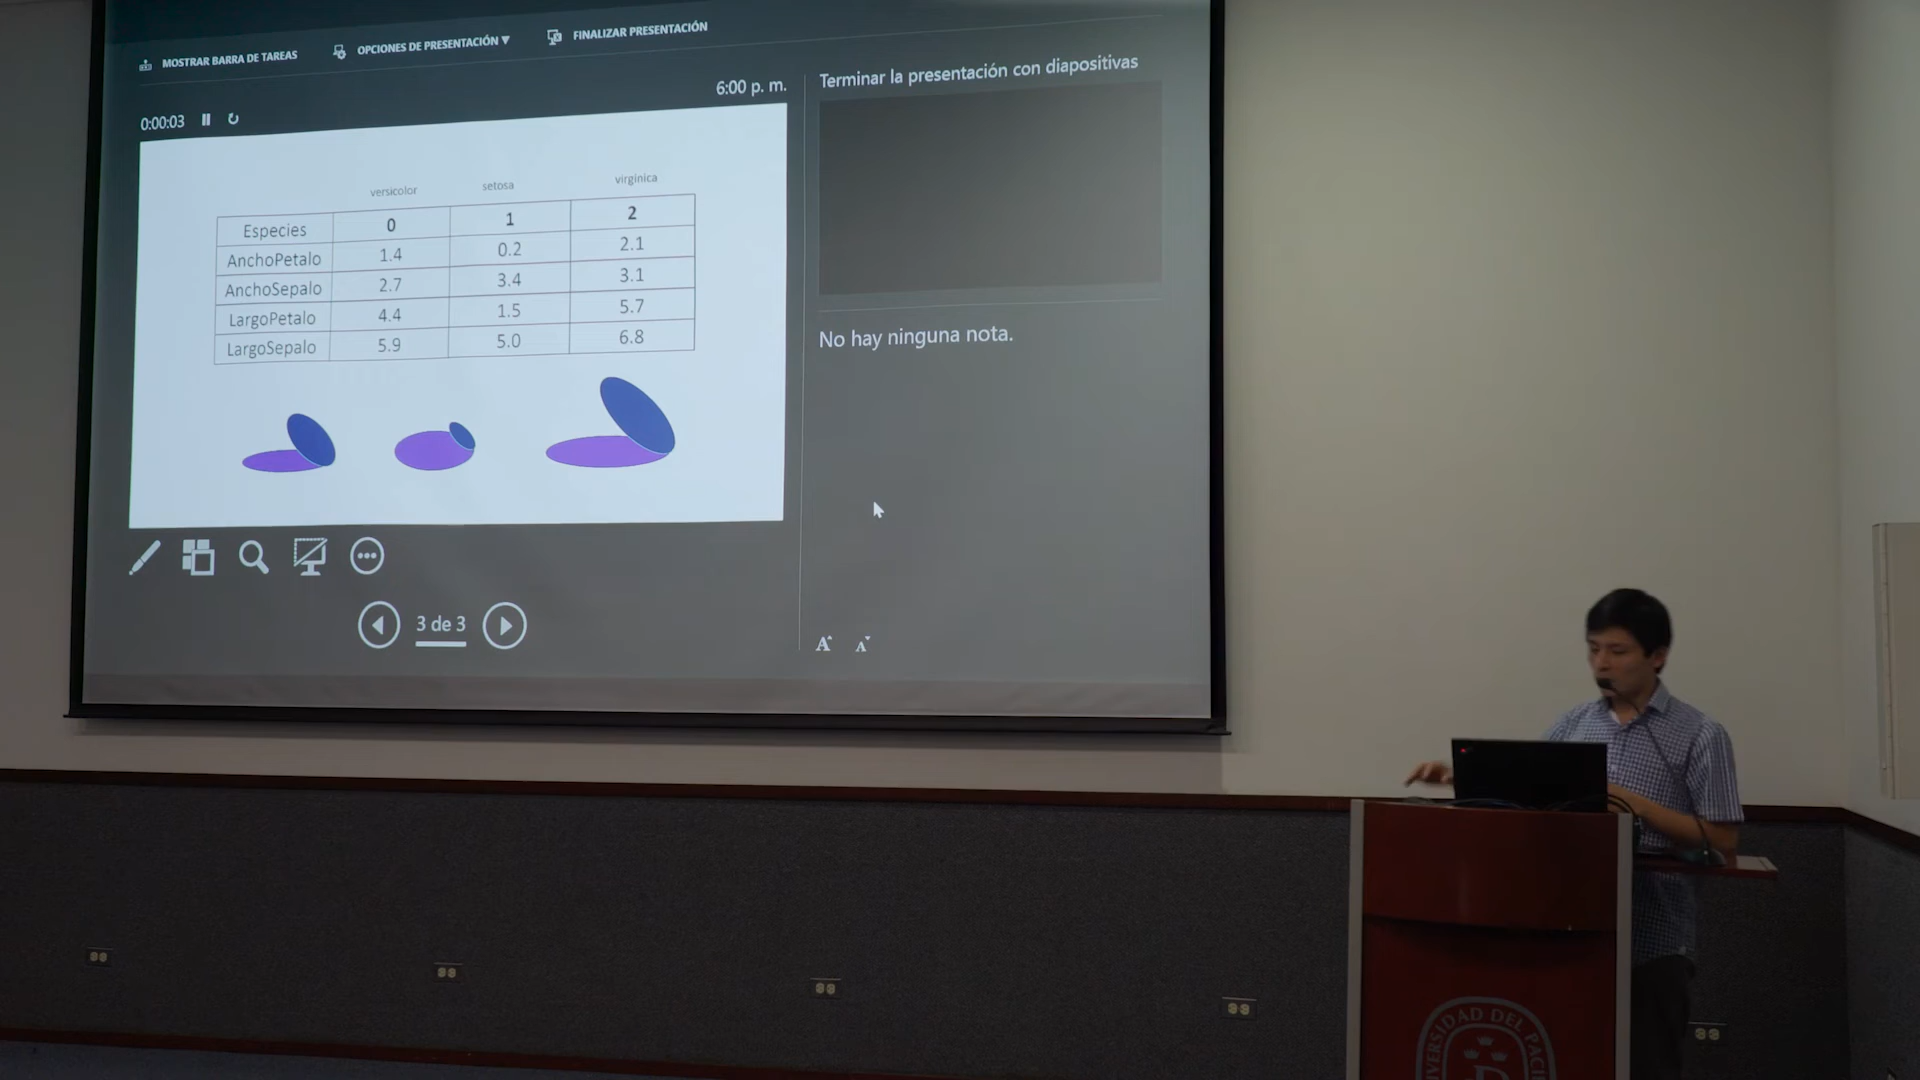 MOSTRAR BARRA DE TAREAS
OPCIONES DE PRESENTACIÓN ▼
FINALIZAR PRESENTACIÓN
0:00:03
6:00 p. m.
Terminar la presentación con diapositivas
versicolor setosa virginica
Especies 0 1 2
AnchoPetalo 1.4 0.2 2.1
AnchoSepalo 2.7 3.4 3.1
LargoPetalo 4.4 1.5 5.7
LargoSepalo 5.9 5.0 6.8
No hay ninguna nota.
3 de 3
A A
DEL